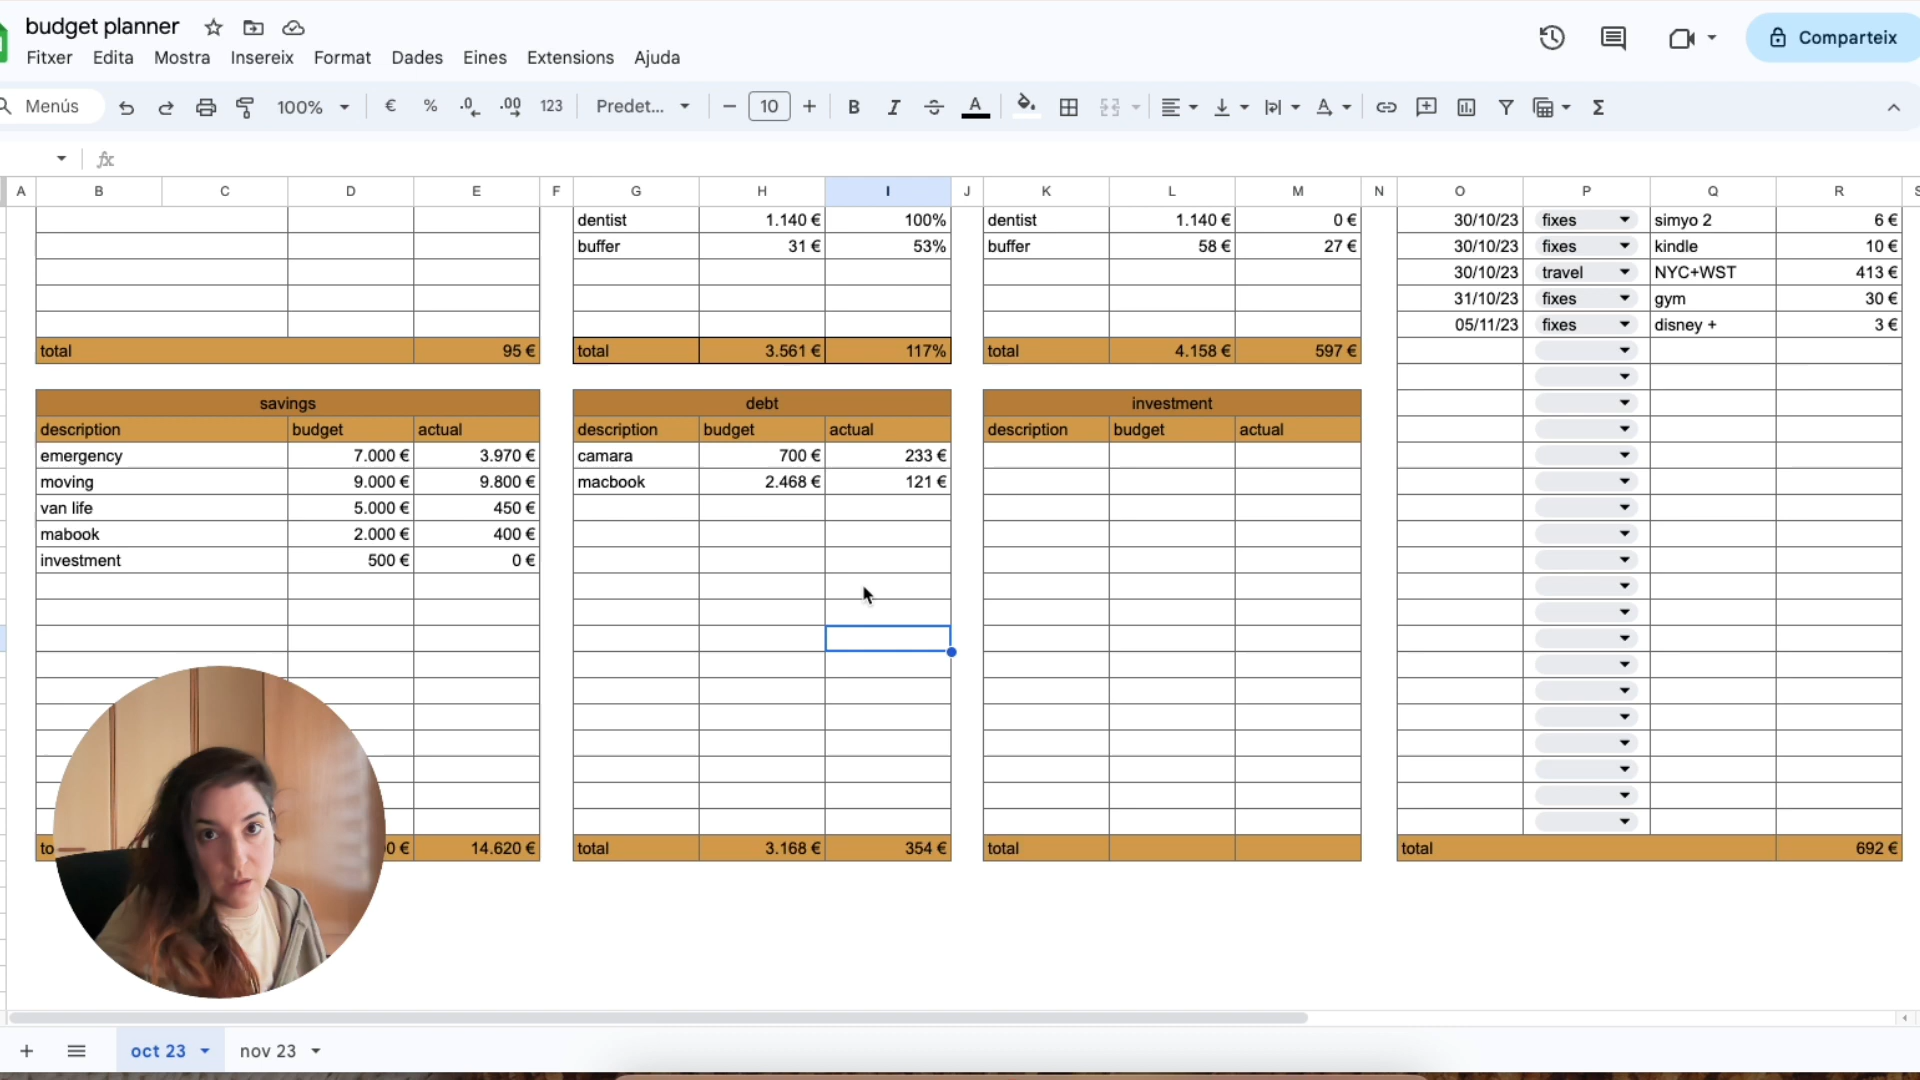 budget planner
Fitxer Edita Mostra Insereix Format Dades Eines Extensions Ajuda
Comparteix
Menús 100% € % .0 .00 123 Predet... 10 B I A A Σ
fx
A B C D E F G H I J K L M N O P Q R S
dentist 1.140 € 100% dentist 1.140 € 0 € 30/10/23 fixes simyo 2 6 €
buffer 31 € 53% buffer 58 € 27 € 30/10/23 fixes kindle 10 €
30/10/23 travel NYC+WST 413 €
31/10/23 fixes gym 30 €
05/11/23 fixes disney + 3 €
total 95 € total 3.561 € 117% total 4.158 € 597 €
savings debt investment
description budget actual description budget actual description budget actual
emergency 7.000 € 3.970 € camara 700 € 233 €
moving 9.000 € 9.800 € macbook 2.468 € 121 €
van life 5.000 € 450 €
mabook 2.000 € 400 €
investment 500 € 0 €
to 0 € 14.620 € total 3.168 € 354 € total total 692 €
oct 23 nov 23